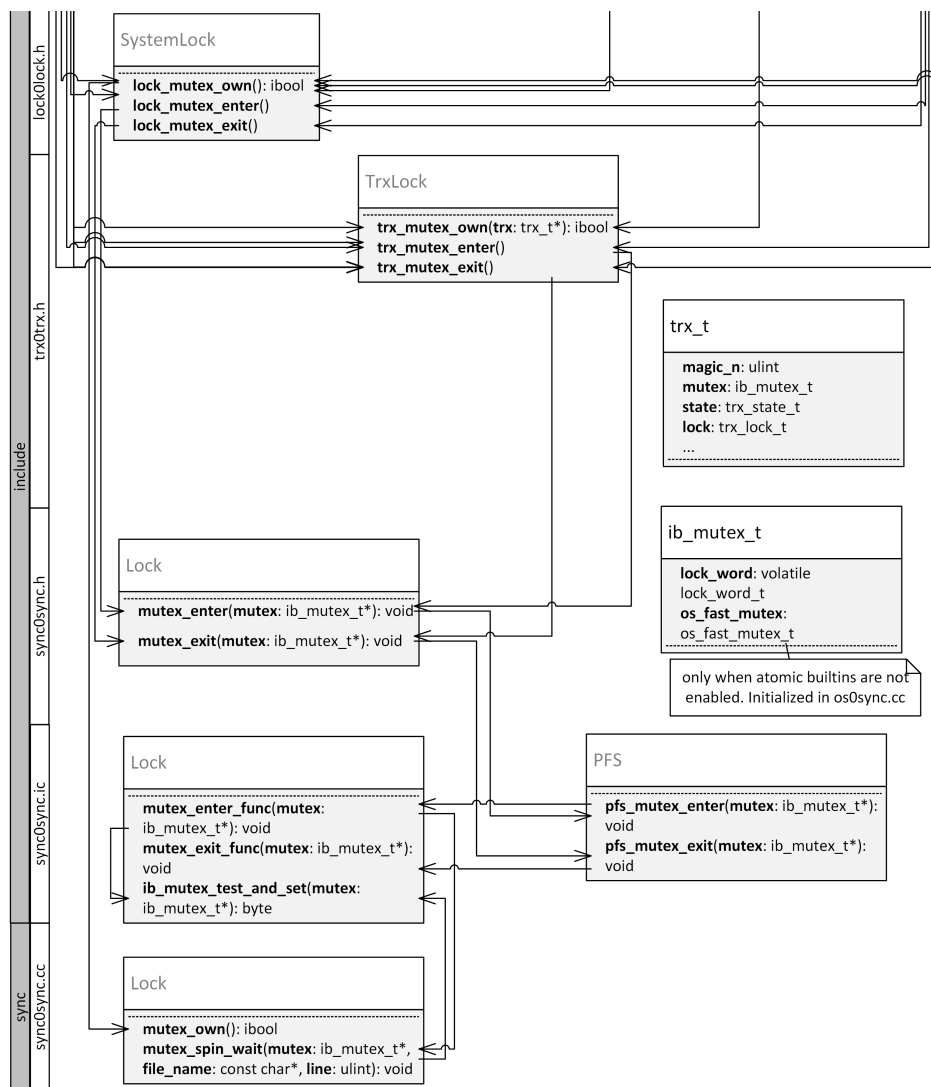 lock0lock.h
SystemLock
lock_mutex_own(): ibool
lock_mutex_enter()
lock_mutex_exit()
trx0trx.h
TrxLock
trx_mutex_own(trx: trx_t*): ibool
trx_mutex_enter()
trx_mutex_exit()
trx_t
magic_n: ulint
mutex: ib_mutex_t
state: trx_state_t
lock: trx_lock_t
...
include
sync0sync.h
Lock
mutex_enter(mutex: ib_mutex_t*): void
mutex_exit(mutex: ib_mutex_t*): void
ib_mutex_t
lock_word: volatile
lock_word_t
os_fast_mutex:
os_fast_mutex_t
only when atomic builtins are not
enabled. Initialized in os0sync.cc
sync0sync.ic
Lock
mutex_enter_func(mutex:
ib_mutex_t*): void
mutex_exit_func(mutex: ib_mutex_t*):
void
ib_mutex_test_and_set(mutex:
ib_mutex_t*): byte
PFS
pfs_mutex_enter(mutex: ib_mutex_t*):
void
pfs_mutex_exit(mutex: ib_mutex_t*):
void
sync
sync0sync.cc
Lock
mutex_own(): ibool
mutex_spin_wait(mutex: ib_mutex_t*,
file_name: const char*, line: ulint): void